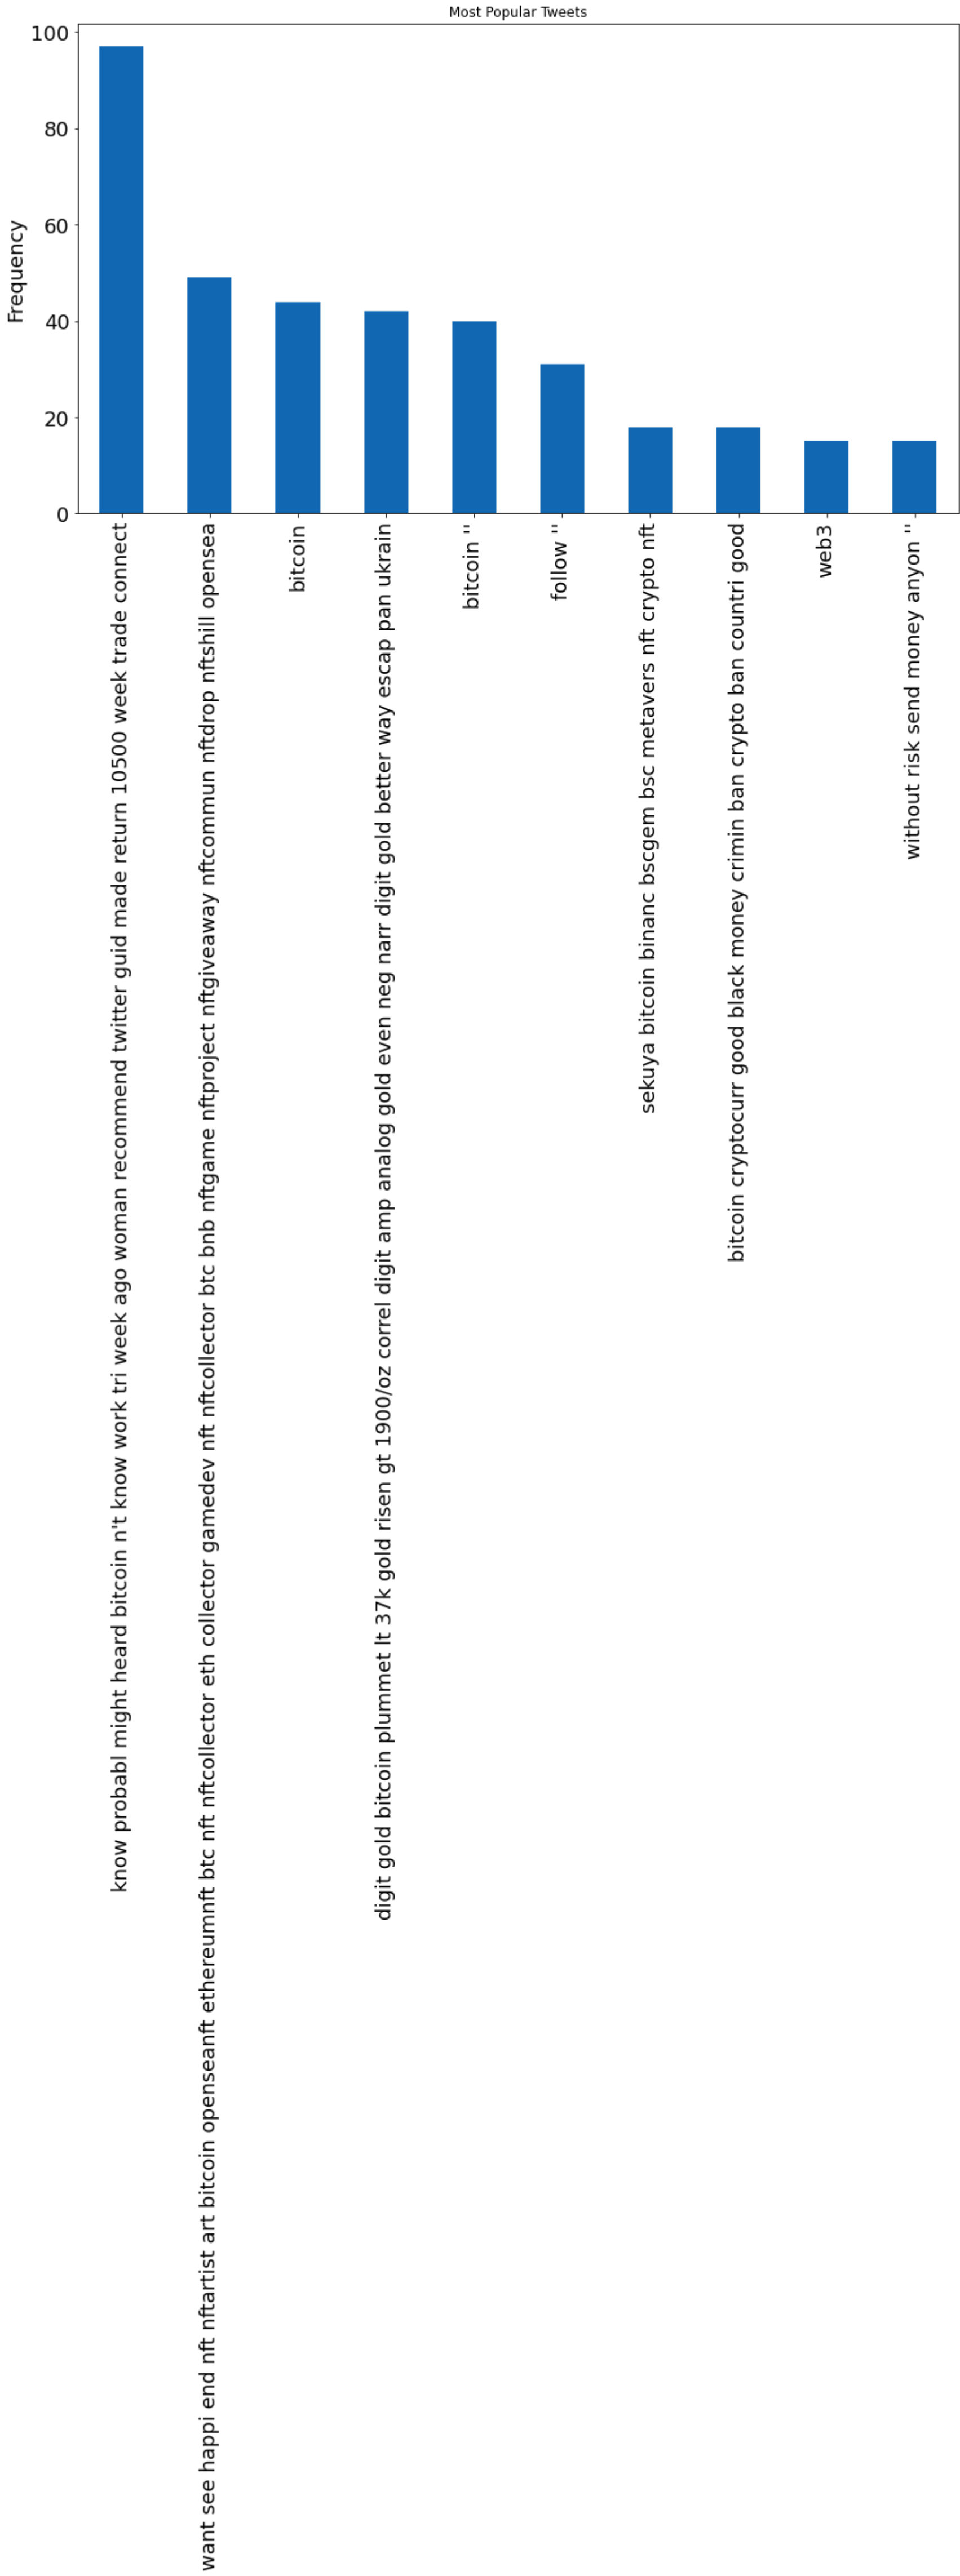 Most Popular Tweets
100
80
60
40
20
0
Frequency
know probabl might heard bitcoin n't know work tri week ago woman recommend twitter guid made return 10500 week trade connect
want see happi end nft nftartist art bitcoin openseanft ethereumnft btc nft nftcollector eth collector gamedev nft nftcollector btc bnb nftgame nftproject nftgiveaway nftcommun nftdrop nftshill opensea
bitcoin
digit gold bitcoin plummet lt 37k gold risen gt 1900/oz correl digit amp analog gold even neg narr digit gold better way escap pan ukrain
bitcoin ''
follow ''
sekuya bitcoin binanc bscgem bsc metavers nft crypto nft
bitcoin cryptocurr good black money crimin ban crypto ban countri good
web3
without risk send money anyon ''